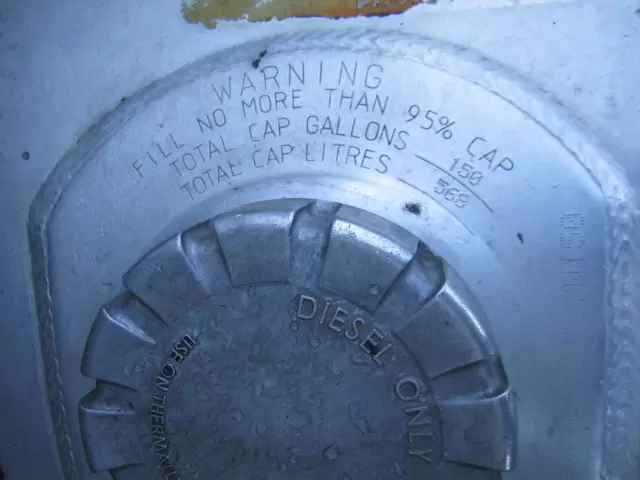 WARNING
FILL NO MORE THAN 95% CAP
TOTAL CAP GALLONS 150
TOTAL CAP LITRES 568
DIESEL ONLY
USE ON THERMAL